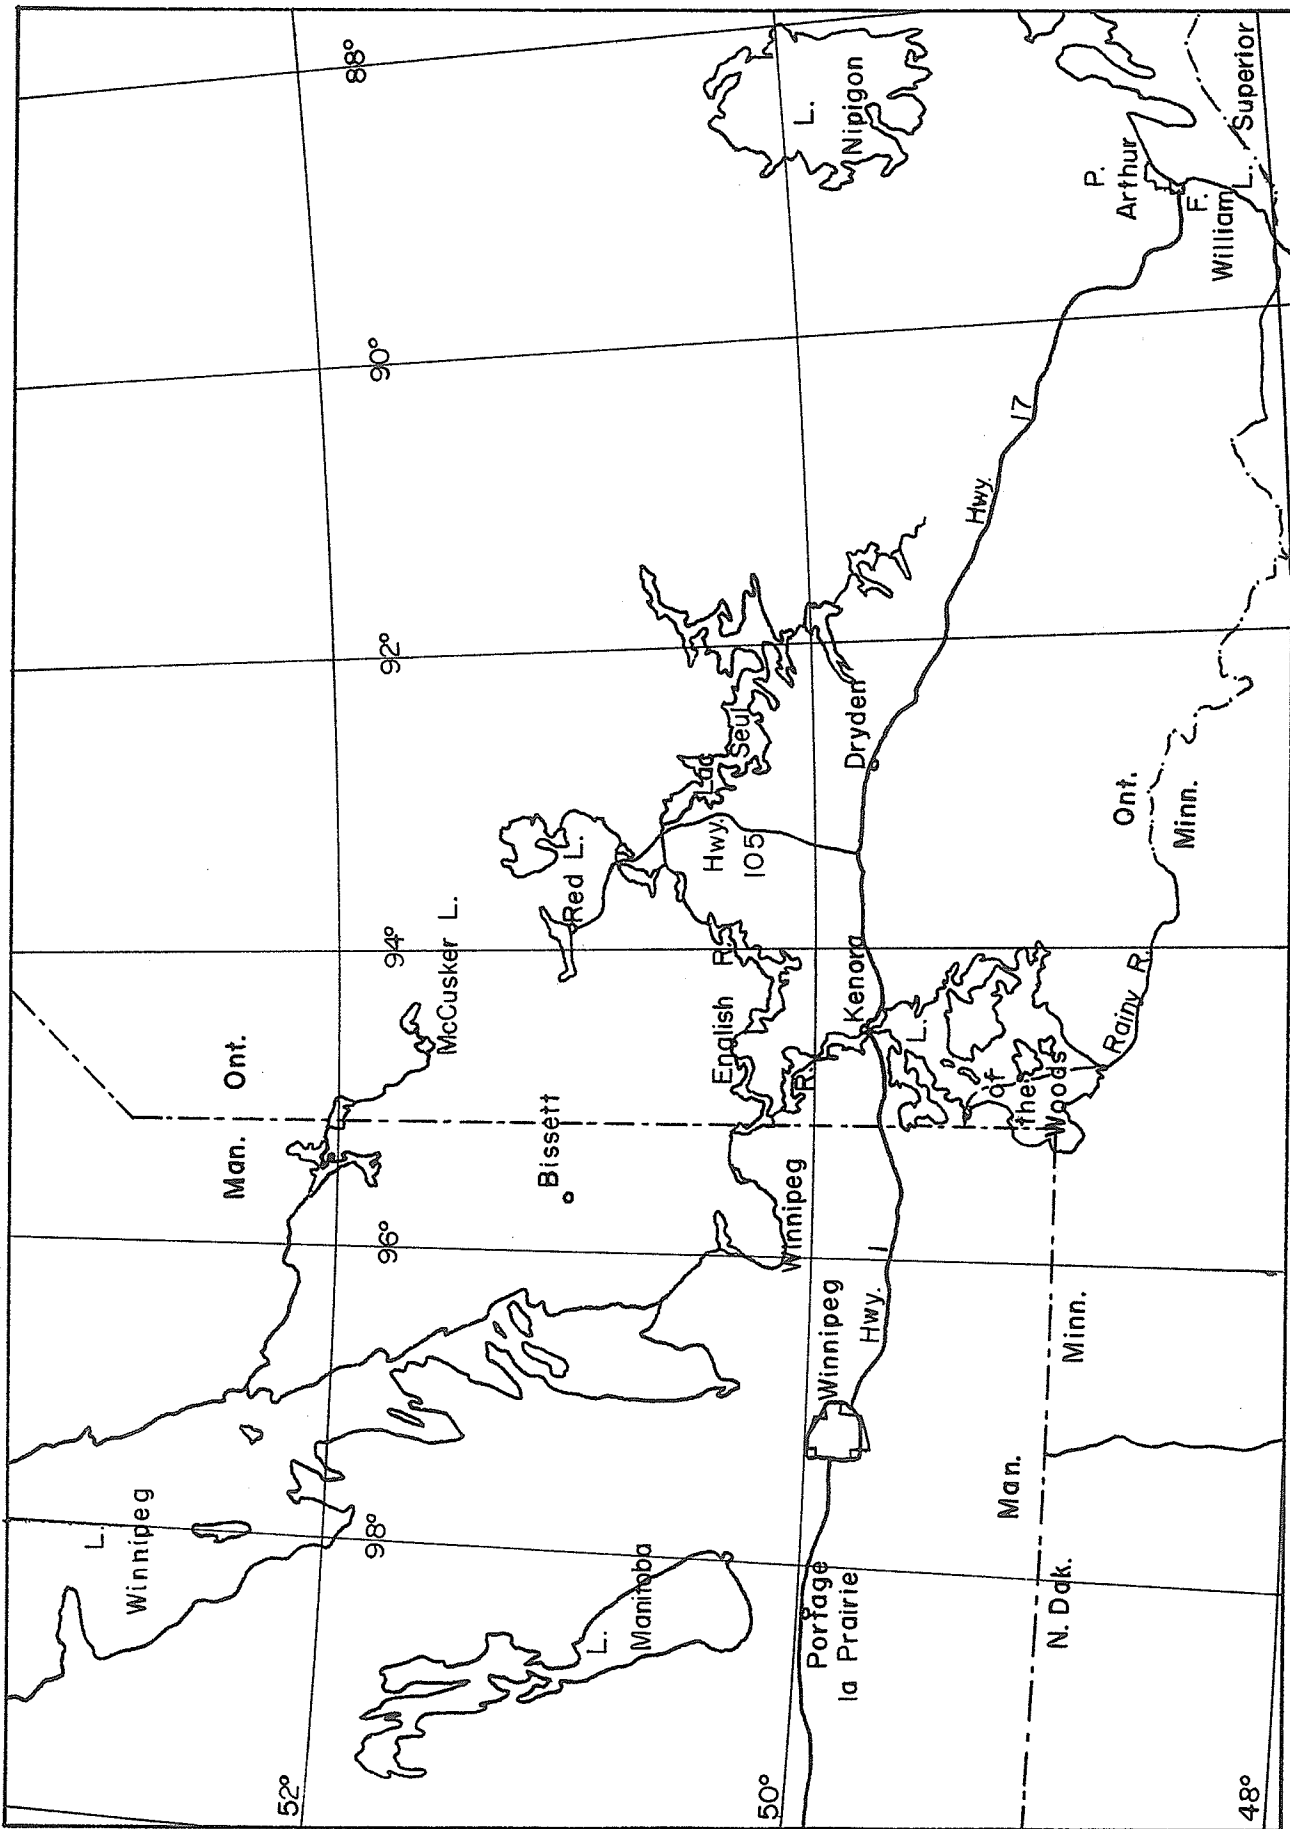 88°
90°
92°
94°
96°
98°
52°
50°
48°
L.
Winnipeg
Man.
Ont.
McCusker L.
Bissett
Red L.
L.
Nipigon
Lac
Seul
Hwy.
105
English R.
Winnipeg R.
L.
Manitoba
Portage
la Prairie
Winnipeg
Hwy. 1
Kenora
Dryden
Hwy. 17
P.
Arthur
F.
William
L. Superior
L.
of
the
Woods
Rainy R.
Ont.
Minn.
Man.
Minn.
N. Dak.